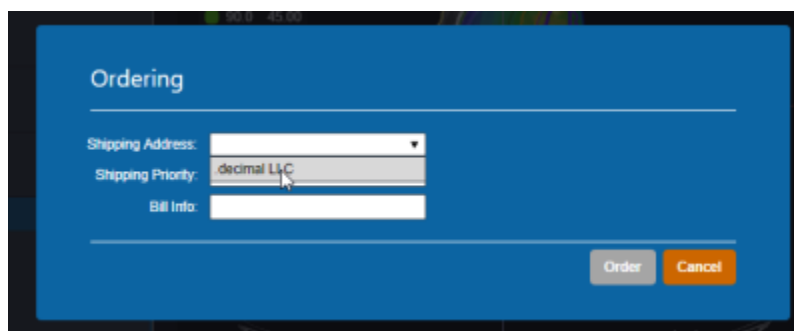 90.0 45.00
Ordering
Shipping Address:
.decimal LLC
Shipping Priority:
Bill Info:
Order Cancel